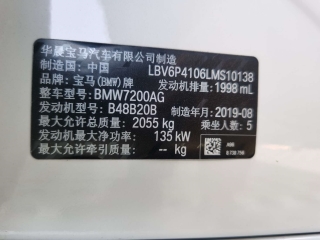 华晨宝马汽车有限公司制造
制造国：中国 LBV6P4106LMS10138
品牌：宝马(BMW)牌 发动机排量：1998 mL
整车型号：BMW7200AG
发动机型号：B48B20B 制造年月：2019-08
最大允许总质量：2055 kg 乘坐人数：5
发动机最大净功率：135 kW
最大允许牵引质量：-- kg